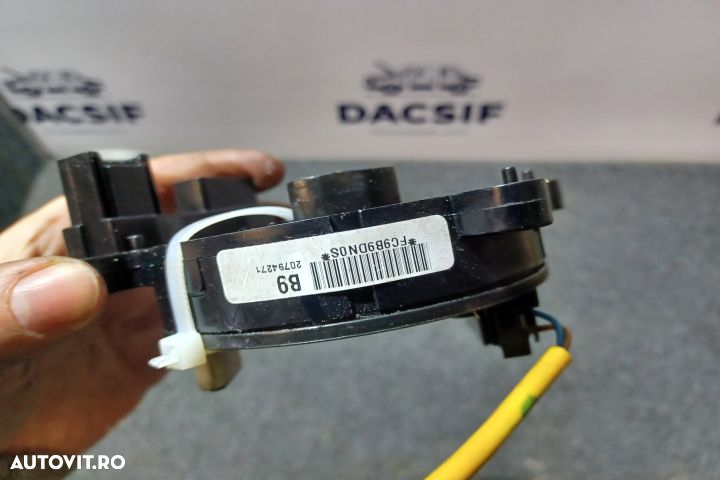 DACSIF
DACSIF
*FC9B9DN0S*
B9
20794271
AUTOVIT.RO